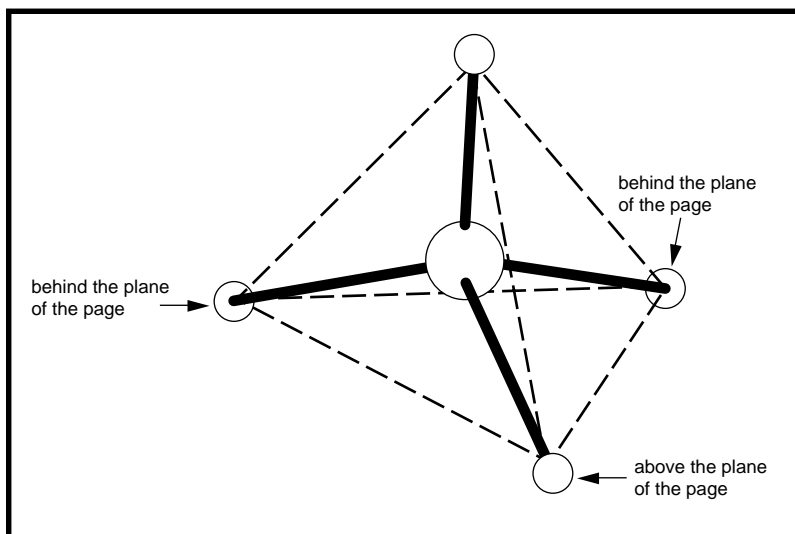 behind the plane
of the page
behind the plane
of the page
above the plane
of the page